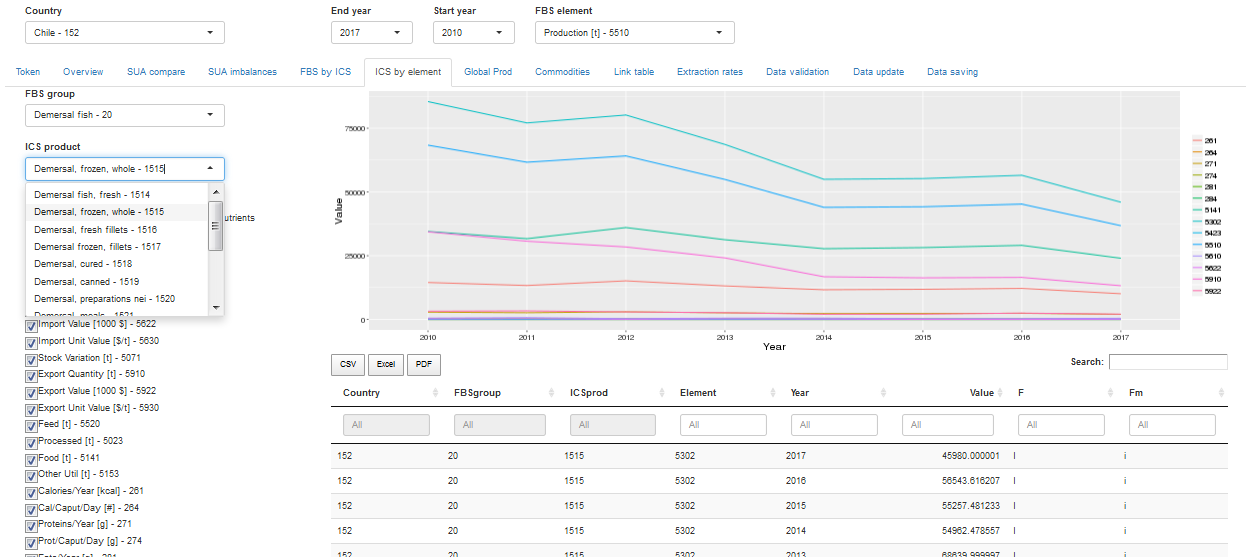 Country End year Start year FBS element
Chile - 152 2017 2010 Production [t] - 5510
Token Overview SUA compare SUA imbalances FBS by ICS ICS by element Global Prod Commodities Link table Extraction rates Data validation Data update Data saving
FBS group
Demersal fish - 20
ICS product
Demersal, frozen, whole - 1515
Demersal fish, fresh - 1514
Demersal, frozen, whole - 1515
utrients
Demersal, fresh fillets - 1516
Demersal frozen, fillets - 1517
Demersal, cured - 1518
Demersal, canned - 1519
Demersal, preparations nei - 1520
Demersal, meals - 1521
Import Value [1000 $] - 5622
Import Unit Value [$/t] - 5630
Stock Variation [t] - 5071
Export Quantity [t] - 5910
Export Value [1000 $] - 5922
Export Unit Value [$/t] - 5930
Feed [t] - 5520
Processed [t] - 5023
Food [t] - 5141
Other Util [t] - 5153
Calories/Year [kcal] - 261
Cal/Caput/Day [#] - 264
Proteins/Year [g] - 271
Prot/Caput/Day [g] - 274
Fats/Year [g] - 281
Value
75000
50000
25000
0
2010 2011 2012 2013 2014 2015 2016 2017
Year
261
264
271
274
281
284
5141
5302
5423
5510
5610
5622
5910
5922
CSV Excel PDF Search:
Country FBSgroup ICSprod Element Year Value F Fm
All All All All All All All All
152 20 1515 5302 2017 45980.000001 I i
152 20 1515 5302 2016 56543.616207 I i
152 20 1515 5302 2015 55257.481233 I i
152 20 1515 5302 2014 54962.478557 I i
152 20 1515 5302 2013 68639.999997 I i